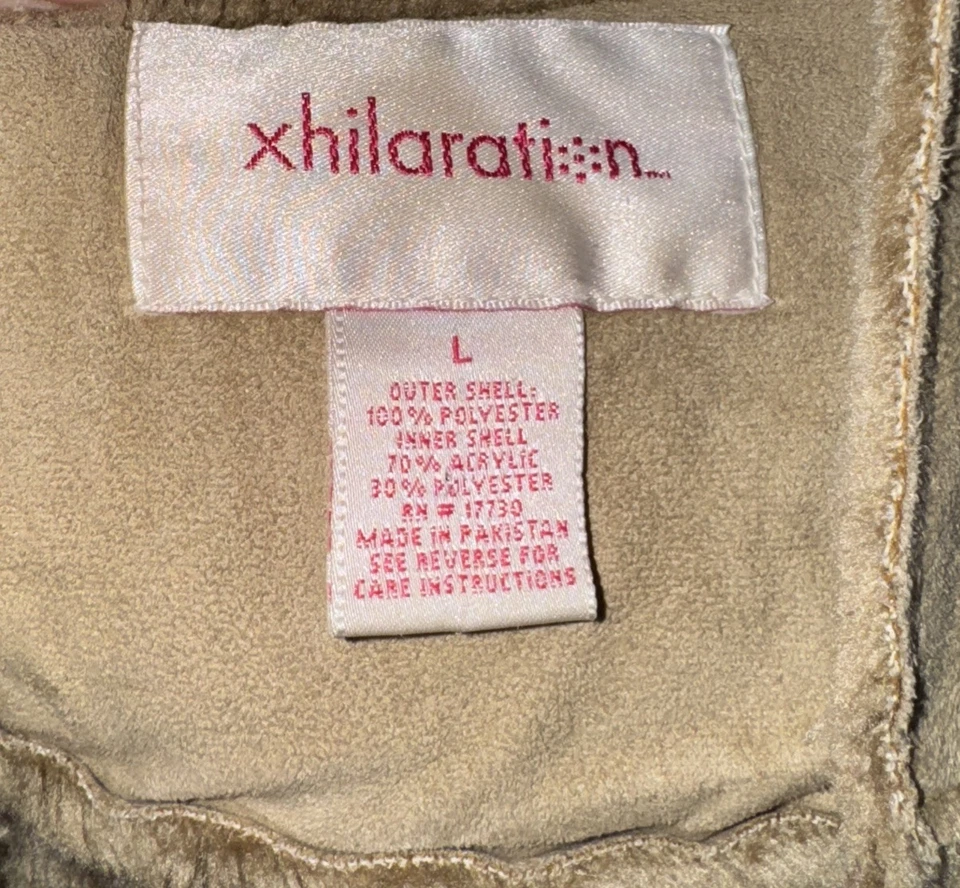 xhilaration
L
OUTER SHELL:
100% POLYESTER
INNER SHELL
70% ACRYLIC
30% POLYESTER
RN # 17730
MADE IN PAKISTAN
SEE REVERSE FOR
CARE INSTRUCTIONS